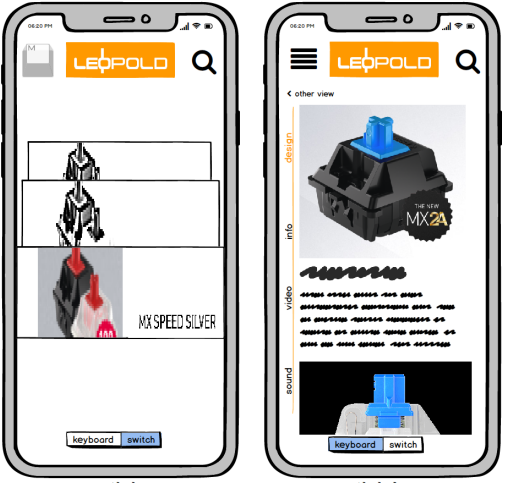 06:20 PM
M
LEOPOLD
MX SPEED SILVER
100
keyboard switch
06:20 PM
LEOPOLD
< other view
design
info
video
sound
THE NEW
MX2A
keyboard switch